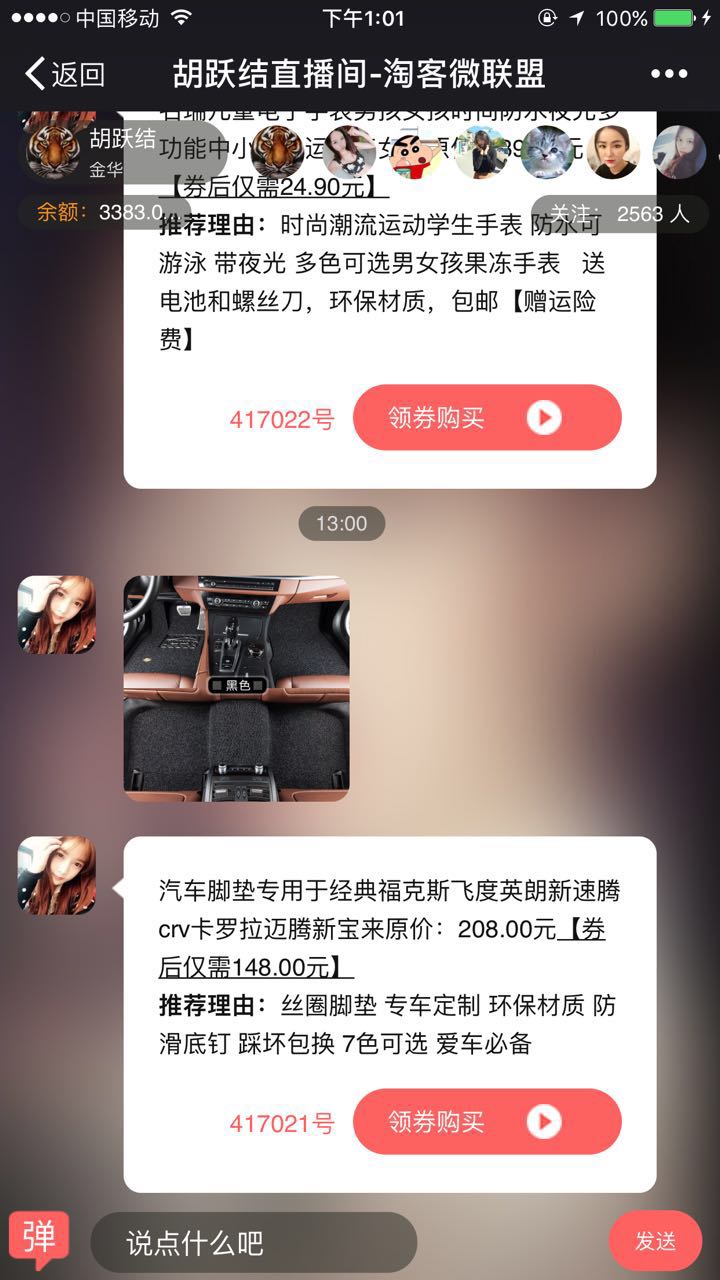 中国移动
下午1:01
100%
返回
胡跃结直播间-淘客微联盟
胡跃结
金华
余额：3383.0...
关注： 2563 人
功能中小
【券后仅需24.90元】
推荐理由：时尚潮流运动学生手表 防水可
游泳 带夜光 多色可选男女孩果冻手表 送
电池和螺丝刀，环保材质，包邮【赠运险
费】
417022号
领券购买
13:00
黑色
汽车脚垫专用于经典福克斯飞度英朗新速腾
crv卡罗拉迈腾新宝来原价：208.00元【券
后仅需148.00元】
推荐理由：丝圈脚垫 专车定制 环保材质 防
滑底钉 踩坏包换 7色可选 爱车必备
417021号
领券购买
弹
说点什么吧
发送